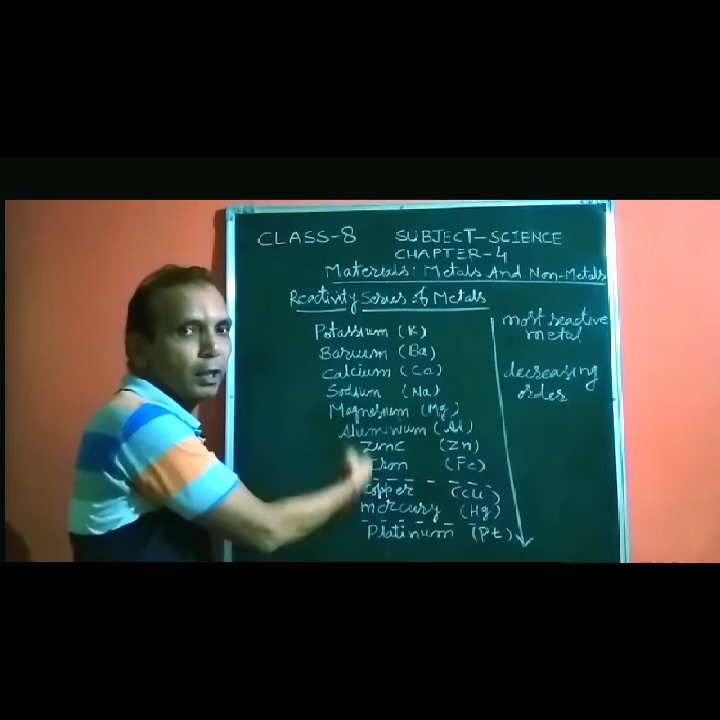 CLASS-8 SUBJECT-SCIENCE
CHAPTER-4
Materials: Metals And Non-Metals
Reactivity Series of Metals
most reactive metal
decreasing order
Potassium (K)
Barium (Ba)
Calcium (Ca)
Sodium (Na)
Magnesium (Mg)
Aluminium (Al)
Zinc (Zn)
Iron (Fe)
Copper (Cu)
Mercury (Hg)
Platinum (Pt)